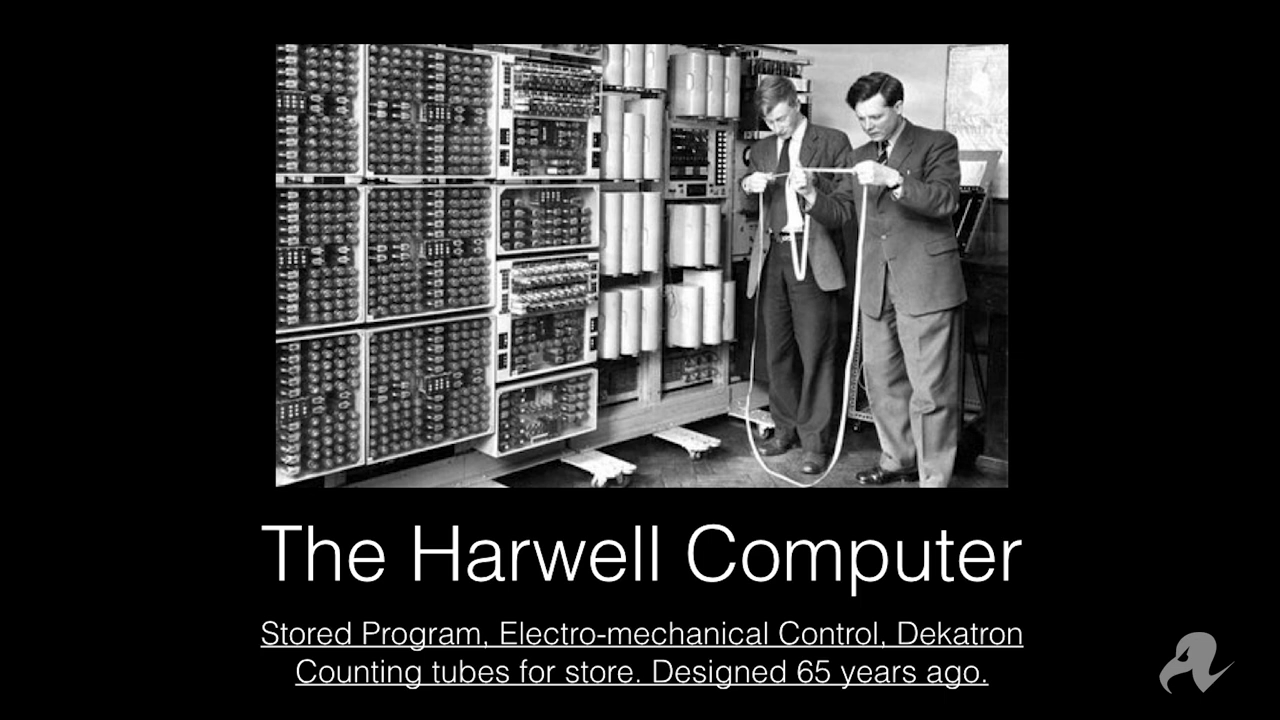 The Harwell Computer
Stored Program, Electro-mechanical Control, Dekatron
Counting tubes for store. Designed 65 years ago.